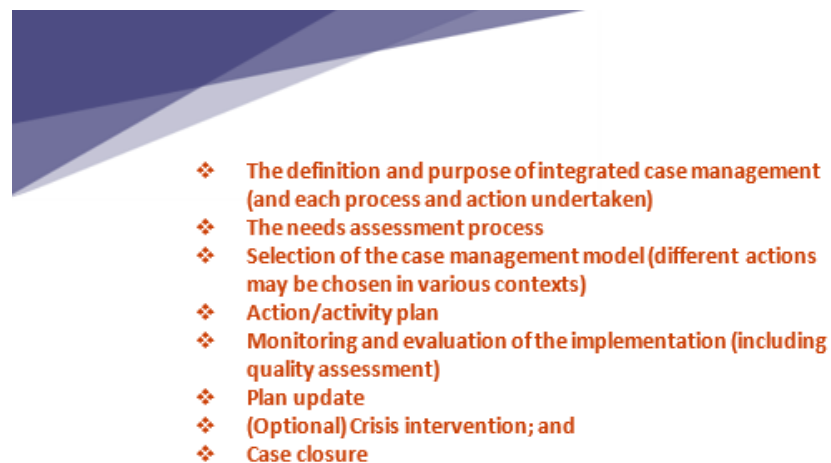 ❖ The definition and purpose of integrated case management
(and each process and action undertaken)
❖ The needs assessment process
❖ Selection of the case management model (different actions
may be chosen in various contexts)
❖ Action/activity plan
❖ Monitoring and evaluation of the implementation (including
quality assessment)
❖ Plan update
❖ (Optional) Crisis intervention; and
❖ Case closure